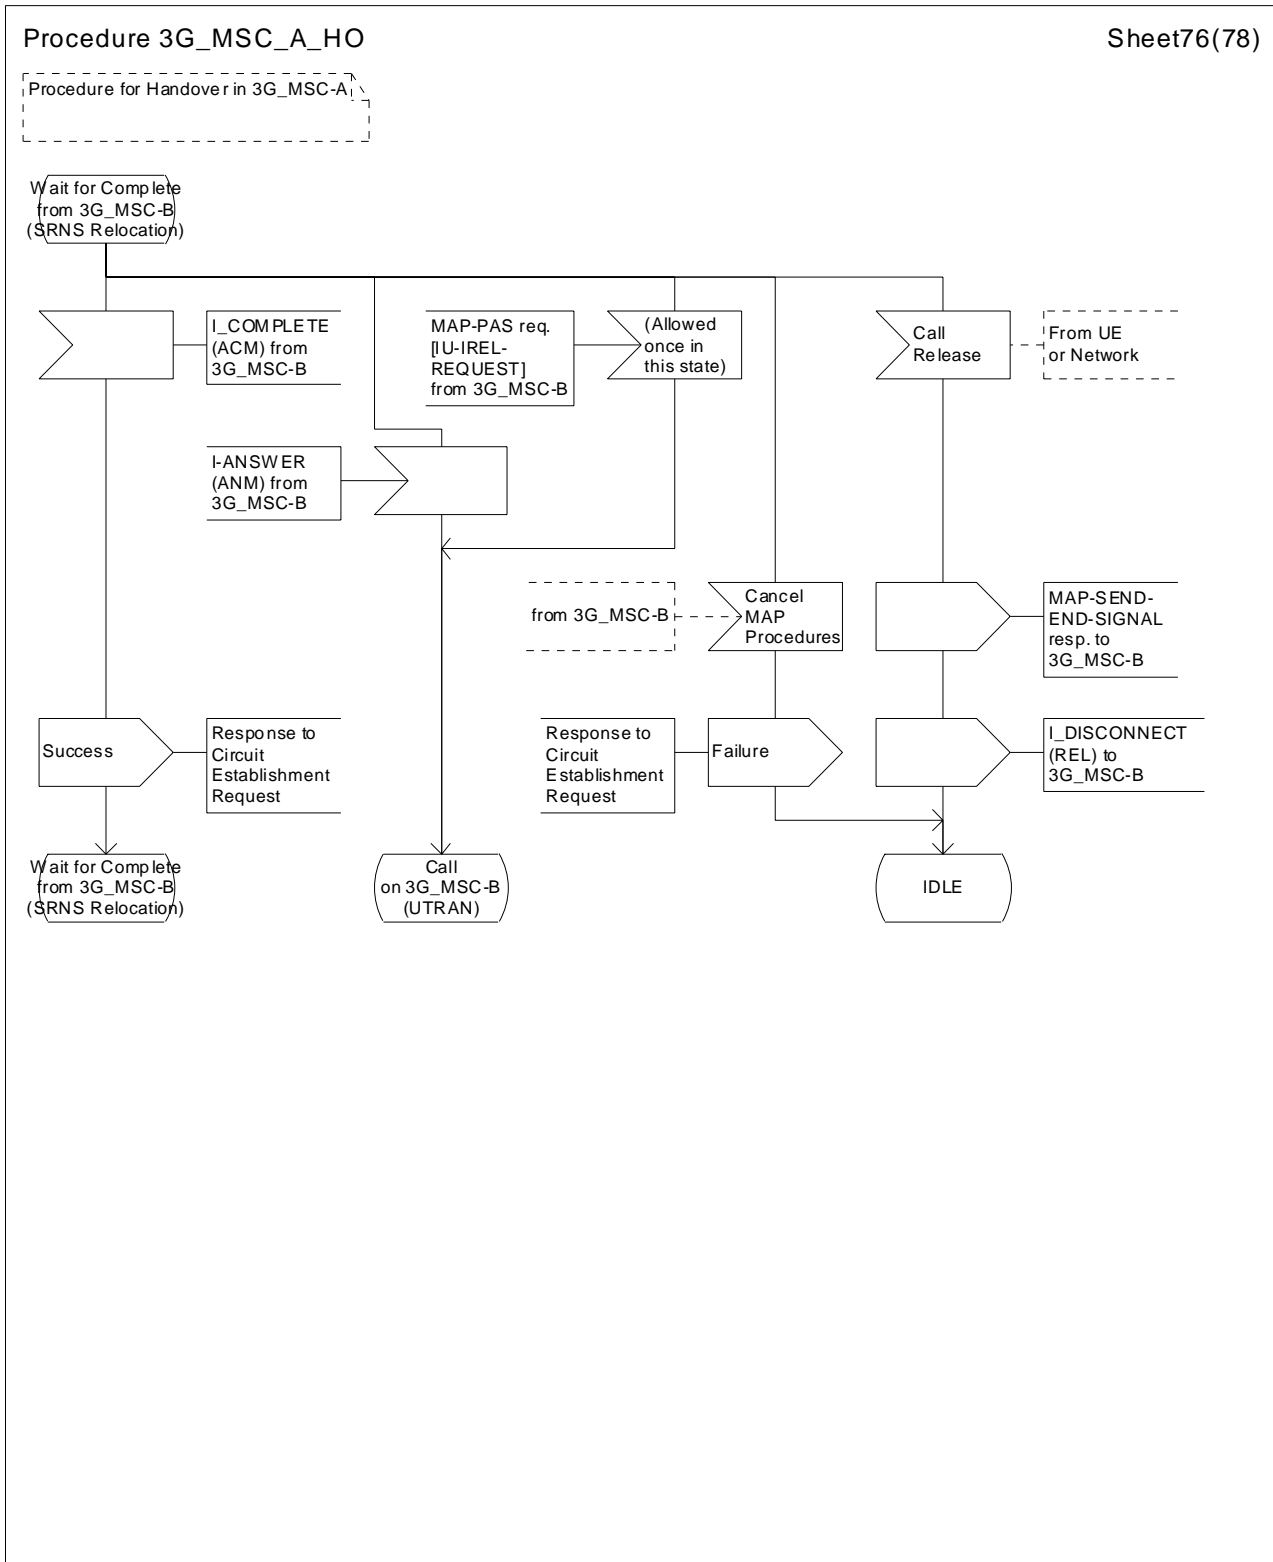 Procedure 3G_MSC_A_HO
Sheet76(78)
Procedure for Handover in 3G_MSC-A
Wait for Complete
from 3G_MSC-B
(SRNS Relocation)
I_COMPLETE
(ACM) from
3G_MSC-B
MAP-PAS req.
[IU-IREL-
REQUEST]
from 3G_MSC-B
(Allowed
once in
this state)
Call
Release
From UE
or Network
I-ANSWER
(ANM) from
3G_MSC-B
from 3G_MSC-B
Cancel
MAP
Procedures
MAP-SEND-
END-SIGNAL
resp. to
3G_MSC-B
Success
Response to
Circuit
Establishment
Request
Response to
Circuit
Establishment
Request
Failure
I_DISCONNECT
(REL) to
3G_MSC-B
Wait for Complete
from 3G_MSC-B
(SRNS Relocation)
Call
on 3G_MSC-B
(UTRAN)
IDLE